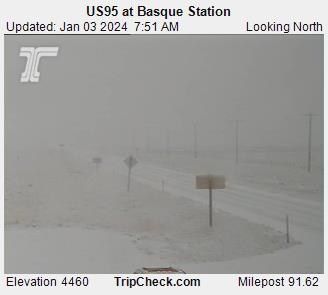 US95 at Basque Station
Updated: Jan 03 2024 7:51 AM Looking North
Elevation 4460 TripCheck.com Milepost 91.62